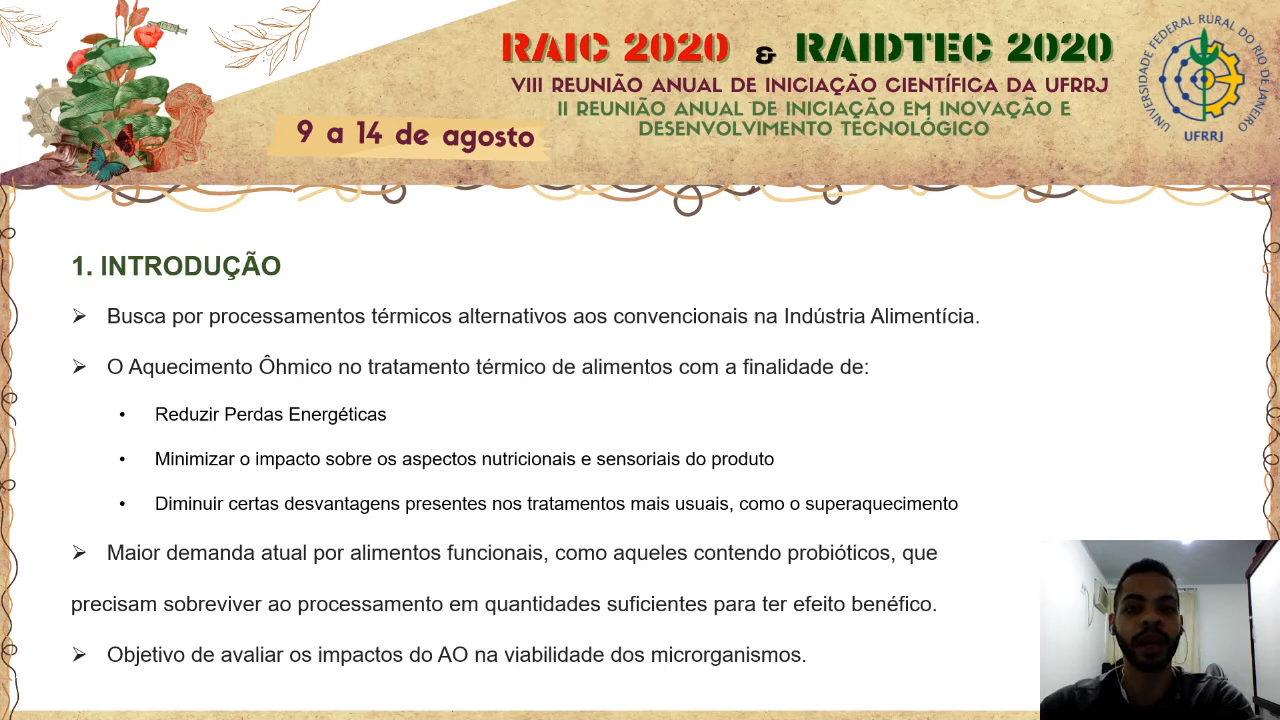 RAIC 2020 & RAIDTEC 2020
VIII REUNIÃO ANUAL DE INICIAÇÃO CIENTÍFICA DA UFRRJ
II REUNIÃO ANUAL DE INICIAÇÃO EM INOVAÇÃO E
DESENVOLVIMENTO TECNOLÓGICO
9 a 14 de agosto
UNIVERSIDADE FEDERAL RURAL DO RIO DE JANEIRO
UFRRJ
1. INTRODUÇÃO
➢ Busca por processamentos térmicos alternativos aos convencionais na Indústria Alimentícia.
➢ O Aquecimento Ôhmico no tratamento térmico de alimentos com a finalidade de:
• Reduzir Perdas Energéticas
• Minimizar o impacto sobre os aspectos nutricionais e sensoriais do produto
• Diminuir certas desvantagens presentes nos tratamentos mais usuais, como o superaquecimento
➢ Maior demanda atual por alimentos funcionais, como aqueles contendo probióticos, que
precisam sobreviver ao processamento em quantidades suficientes para ter efeito benéfico.
➢ Objetivo de avaliar os impactos do AO na viabilidade dos microrganismos.